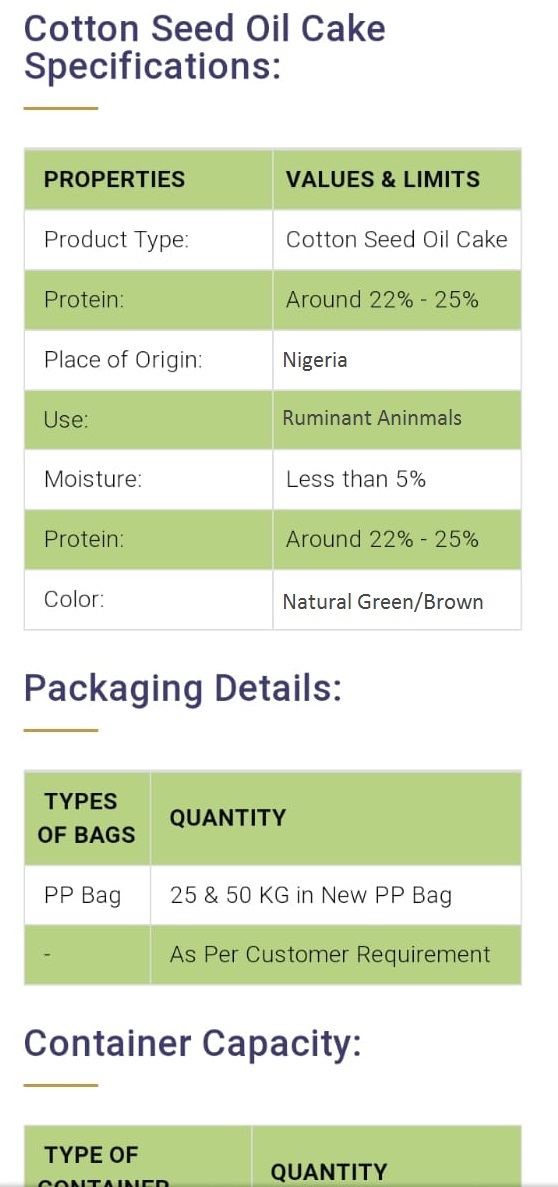 Cotton Seed Oil Cake
Specifications:
PROPERTIES VALUES & LIMITS
Product Type: Cotton Seed Oil Cake
Protein: Around 22% - 25%
Place of Origin: Nigeria
Use: Ruminant Aninmals
Moisture: Less than 5%
Protein: Around 22% - 25%
Color: Natural Green/Brown
Packaging Details:
TYPES
OF BAGS
QUANTITY
PP Bag 25 & 50 KG in New PP Bag
- As Per Customer Requirement
Container Capacity:
TYPE OF
CONTAINER
QUANTITY